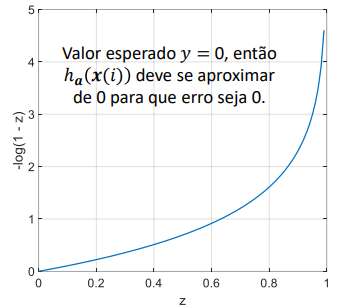 5
Valor esperado y = 0, então
hₐ(x(i)) deve se aproximar
de 0 para que erro seja 0.
4
3
2
1
0
-log(1 - z)
0 0.2 0.4 0.6 0.8 1
z